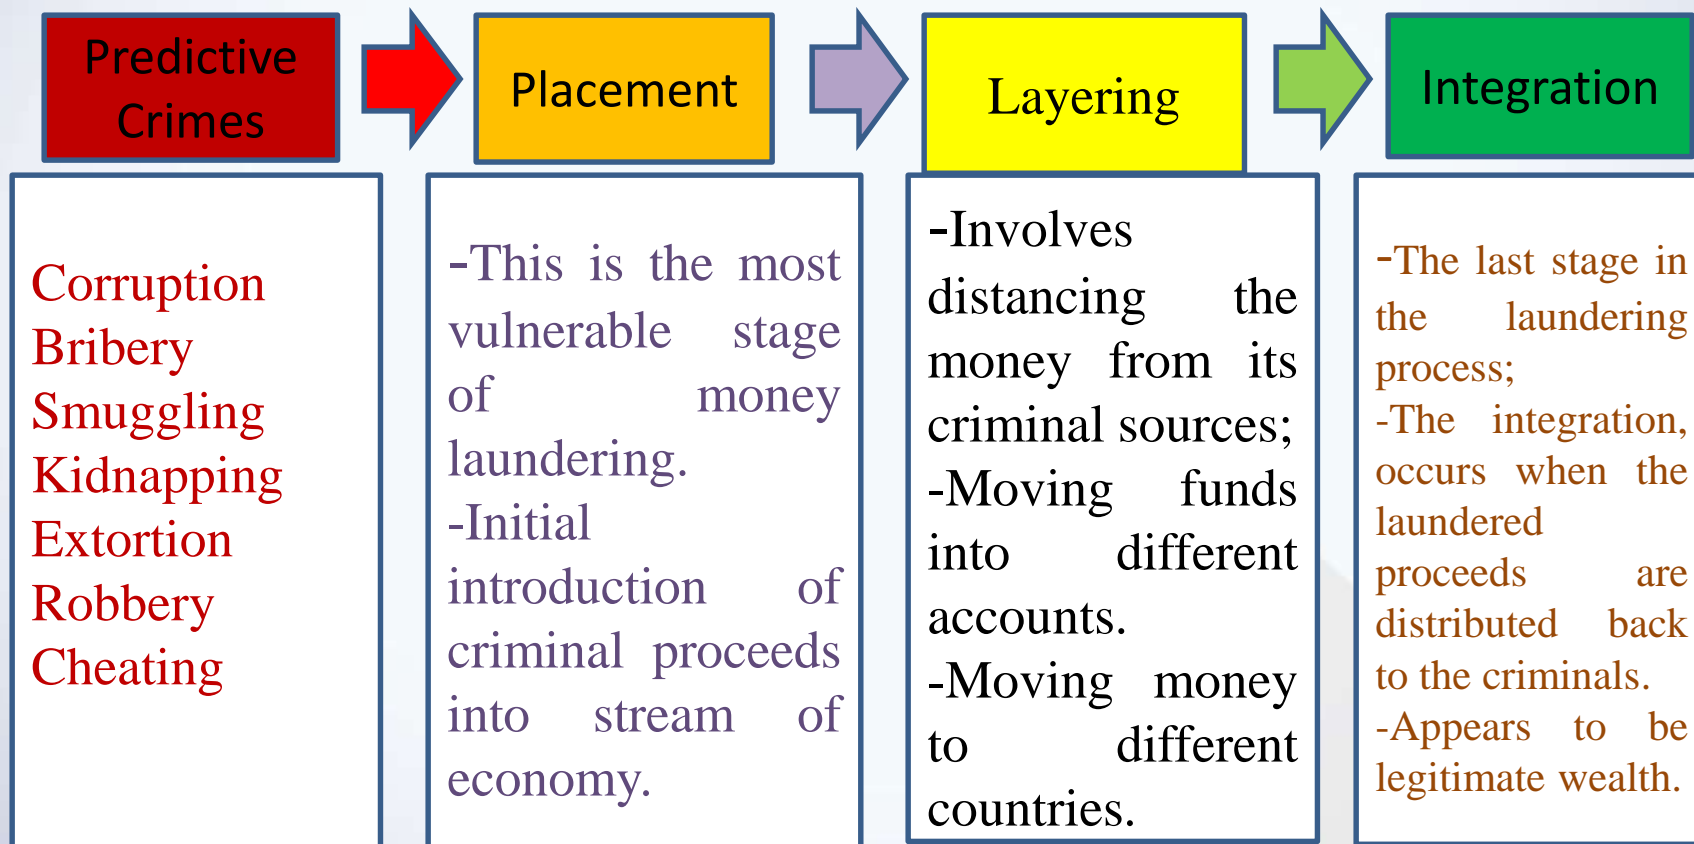 Predictive
Crimes
Placement
Layering
Integration
Corruption
Bribery
Smuggling
Kidnapping
Extortion
Robbery
Cheating
-This is the most
vulnerable stage
of money
laundering.
-Initial
introduction of
criminal proceeds
into stream of
economy.
-Involves
distancing the
money from its
criminal sources;
-Moving funds
into different
accounts.
-Moving money
to different
countries.
-The last stage in
the laundering
process;
-The integration,
occurs when the
laundered
proceeds are
distributed back
to the criminals.
-Appears to be
legitimate wealth.